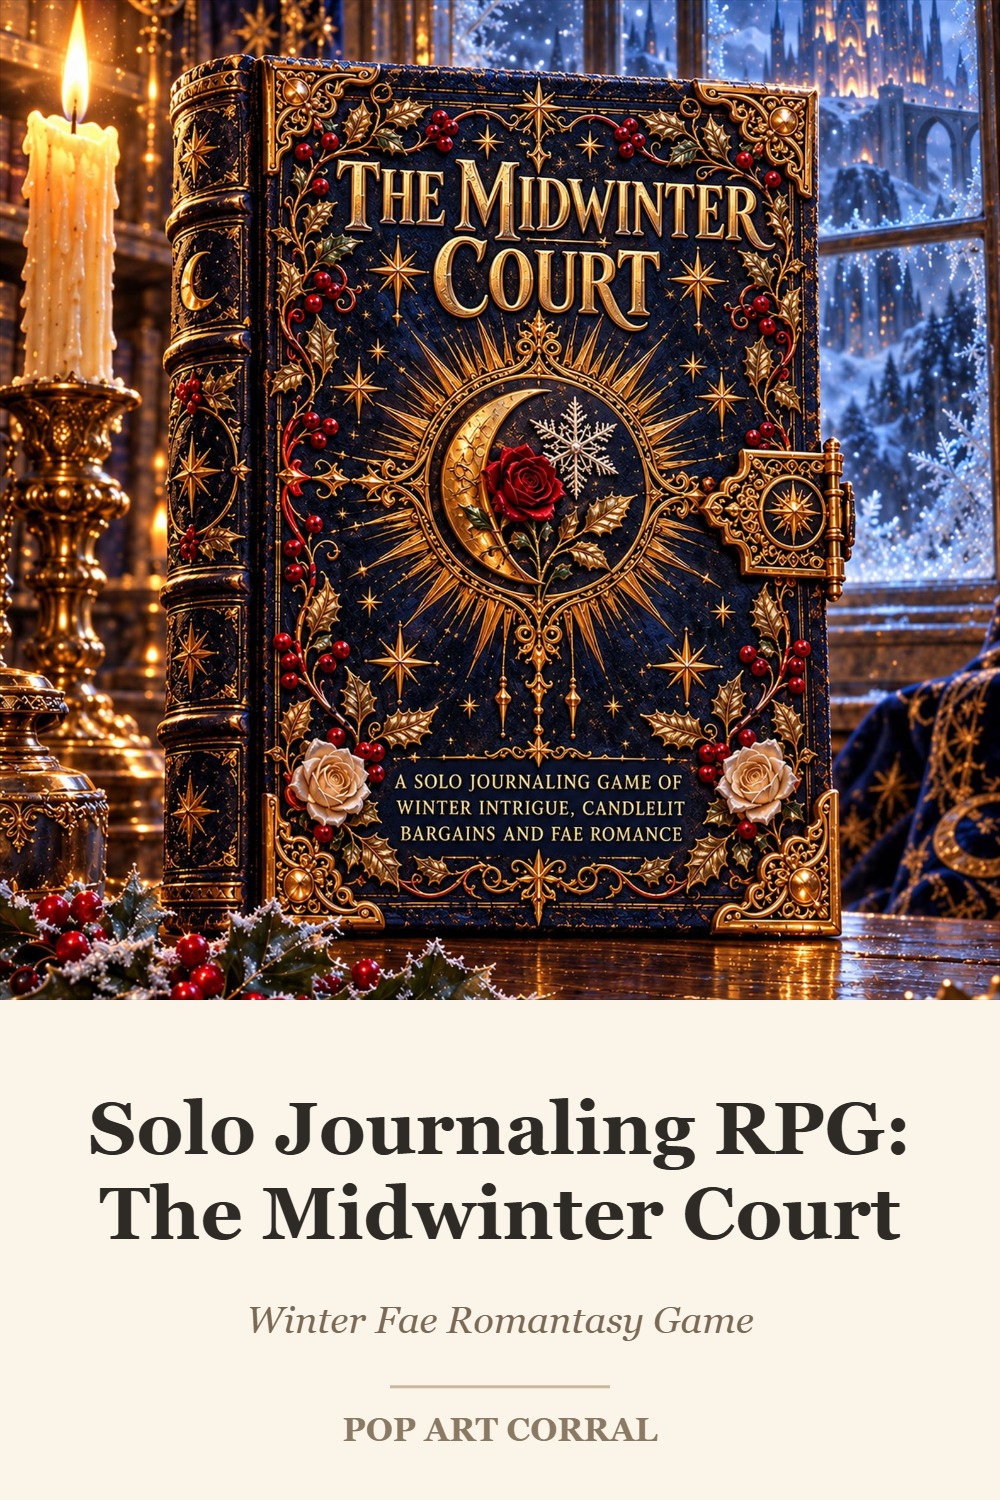 THE MIDWINTER
COURT
A SOLO JOURNALING GAME OF
WINTER INTRIGUE, CANDLELIT
BARGAINS AND FAE ROMANCE
Solo Journaling RPG:
The Midwinter Court
Winter Fae Romantasy Game
POP ART CORRAL